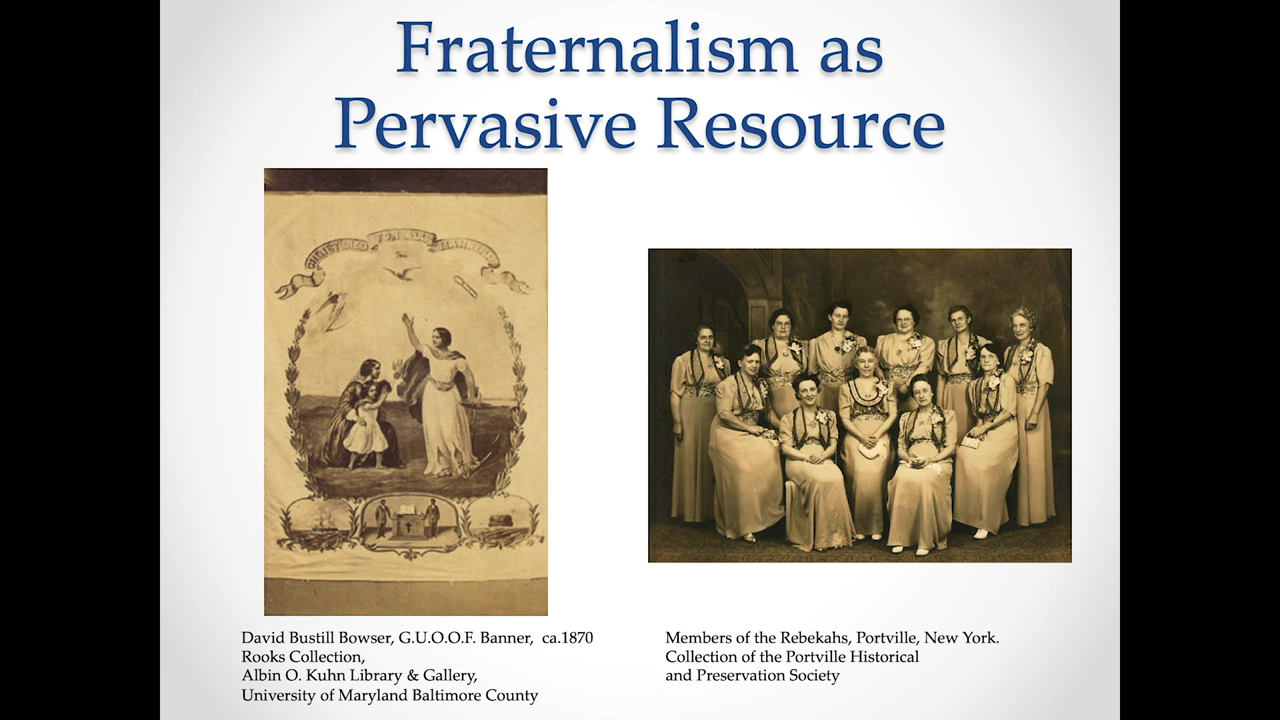 Fraternalism as
Pervasive Resource
David Bustill Bowser, G.U.O.O.F. Banner, ca.1870
Rooks Collection,
Albin O. Kuhn Library & Gallery,
University of Maryland Baltimore County
Members of the Rebekahs, Portville, New York.
Collection of the Portville Historical
and Preservation Society